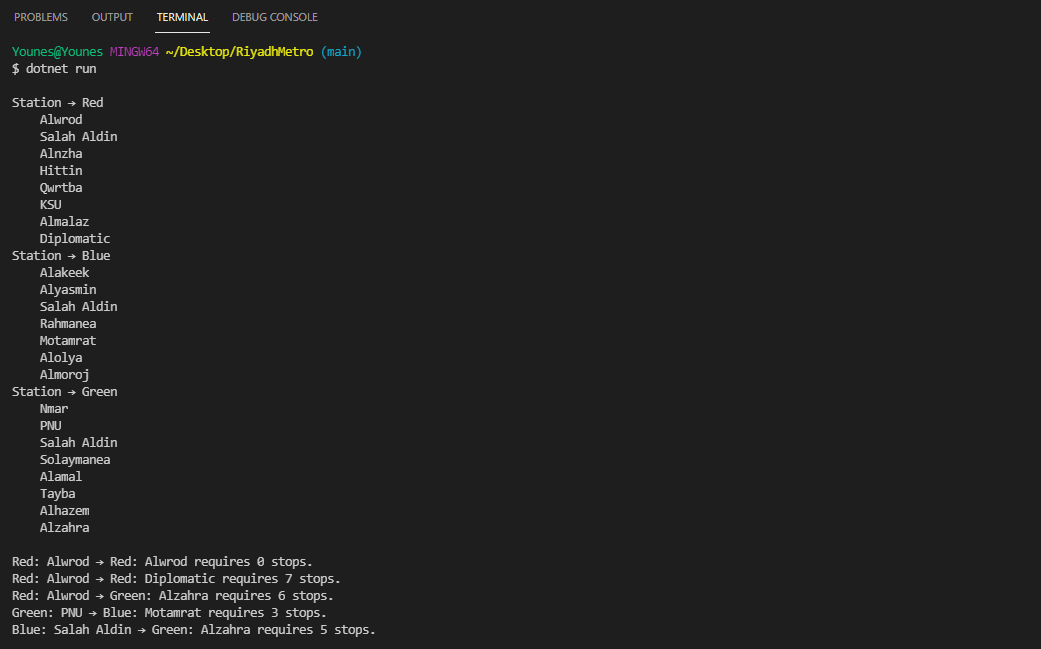 PROBLEMS OUTPUT TERMINAL DEBUG CONSOLE
Younes@Younes MINGW64 ~/Desktop/RiyadhMetro (main)
$ dotnet run
Station → Red
Alwrod
Salah Aldin
Alnzha
Hittin
Qwrtba
KSU
Almalaz
Diplomatic
Station → Blue
Alakeek
Alyasmin
Salah Aldin
Rahmanea
Motamrat
Alolya
Almoroj
Station → Green
Nmar
PNU
Salah Aldin
Solaymanea
Alamal
Tayba
Alhazem
Alzahra
Red: Alwrod → Red: Alwrod requires 0 stops.
Red: Alwrod → Red: Diplomatic requires 7 stops.
Red: Alwrod → Green: Alzahra requires 6 stops.
Green: PNU → Blue: Motamrat requires 3 stops.
Blue: Salah Aldin → Green: Alzahra requires 5 stops.